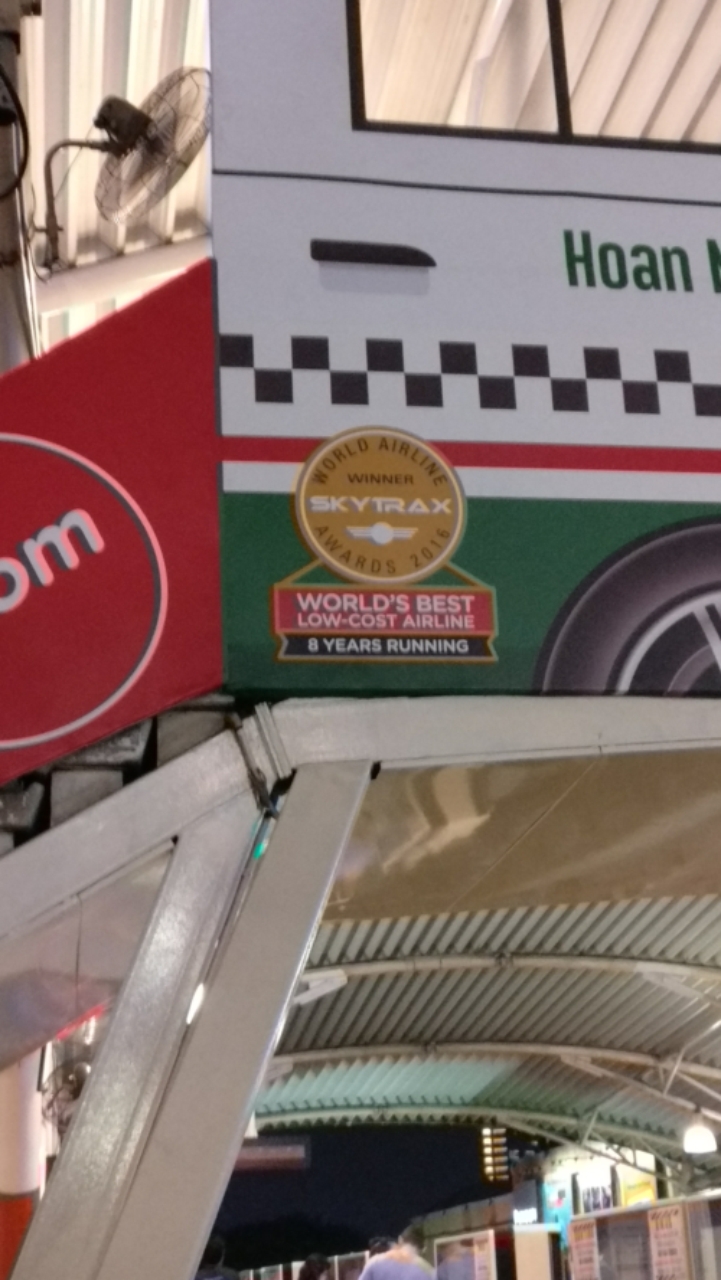 Hoan
WORLD AIRLINE
WINNER
SKYTRAX
AWARDS 2016
om
WORLD'S BEST
LOW-COST AIRLINE
8 YEARS RUNNING